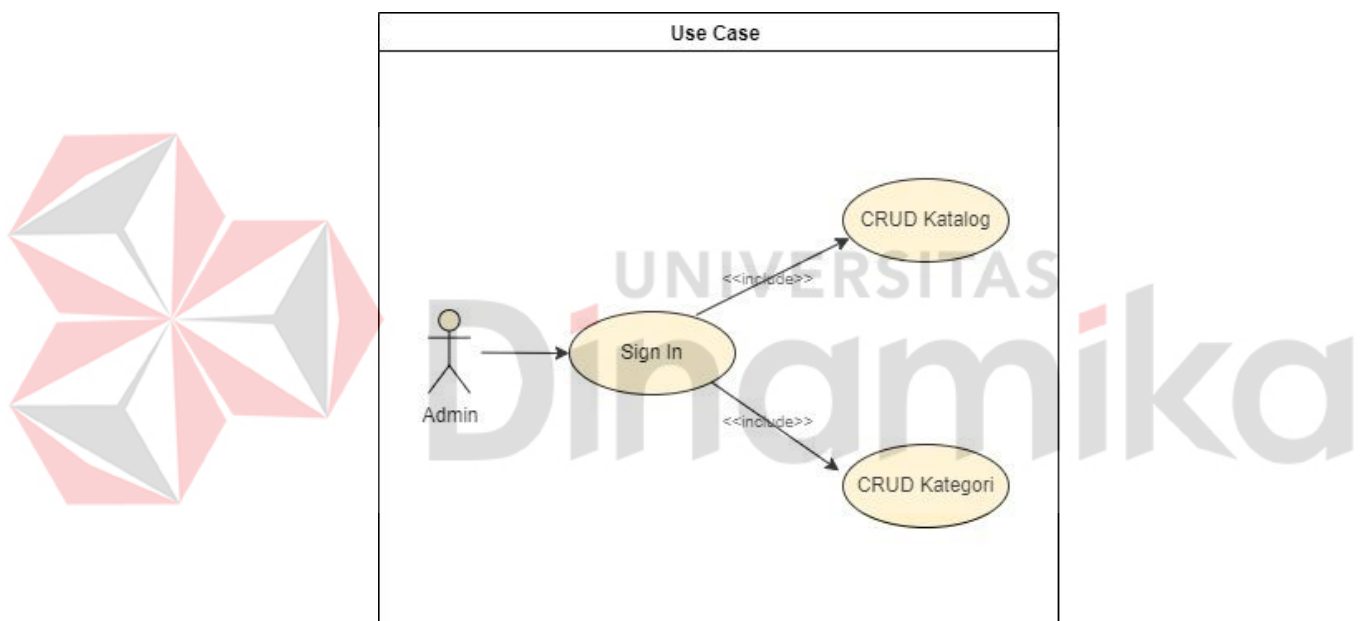 Use Case
CRUD Katalog
UNIVERSITAS
<<include>>
Dinamika
Sign In
Admin
<<include>>
CRUD Kategori